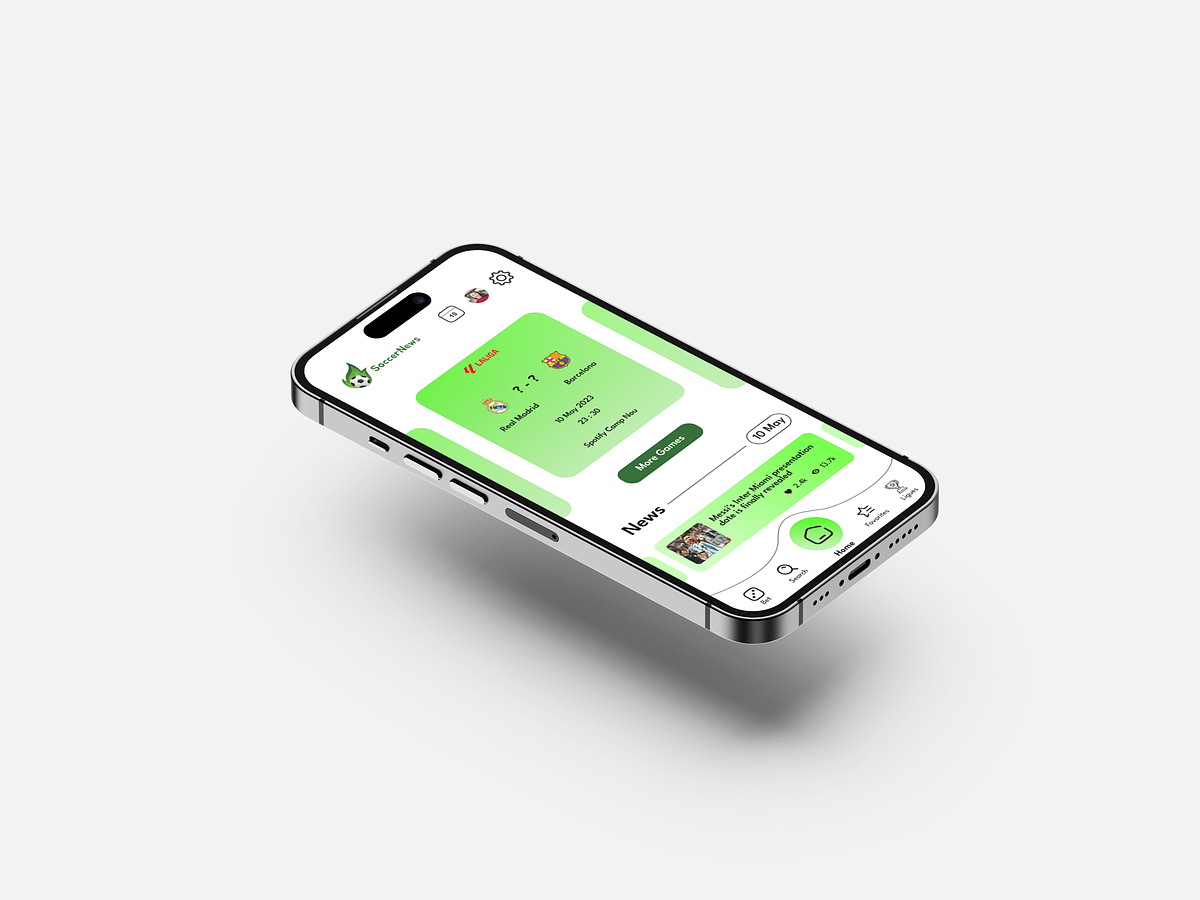 SoccerNews
10
LALIGA
? - ?
Real Madrid
Barcelona
10 May 2023
23 : 30
Spotify Camp Nou
More Games
News
10 May
Messi's Inter Miami presentation
date is finally revealed
2.4k
13.7k
Bet
Search
Home
Favorites
Ligues